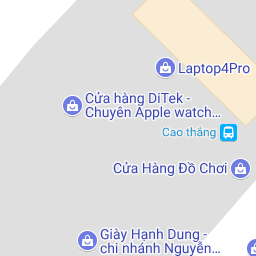 Laptop4Pro
Cửa hàng DiTek -
Chuyên Apple watch...
Cao thắng
Cửa Hàng Đồ Chơi
Giày Hạnh Dung -
chi nhánh Nguyễn...